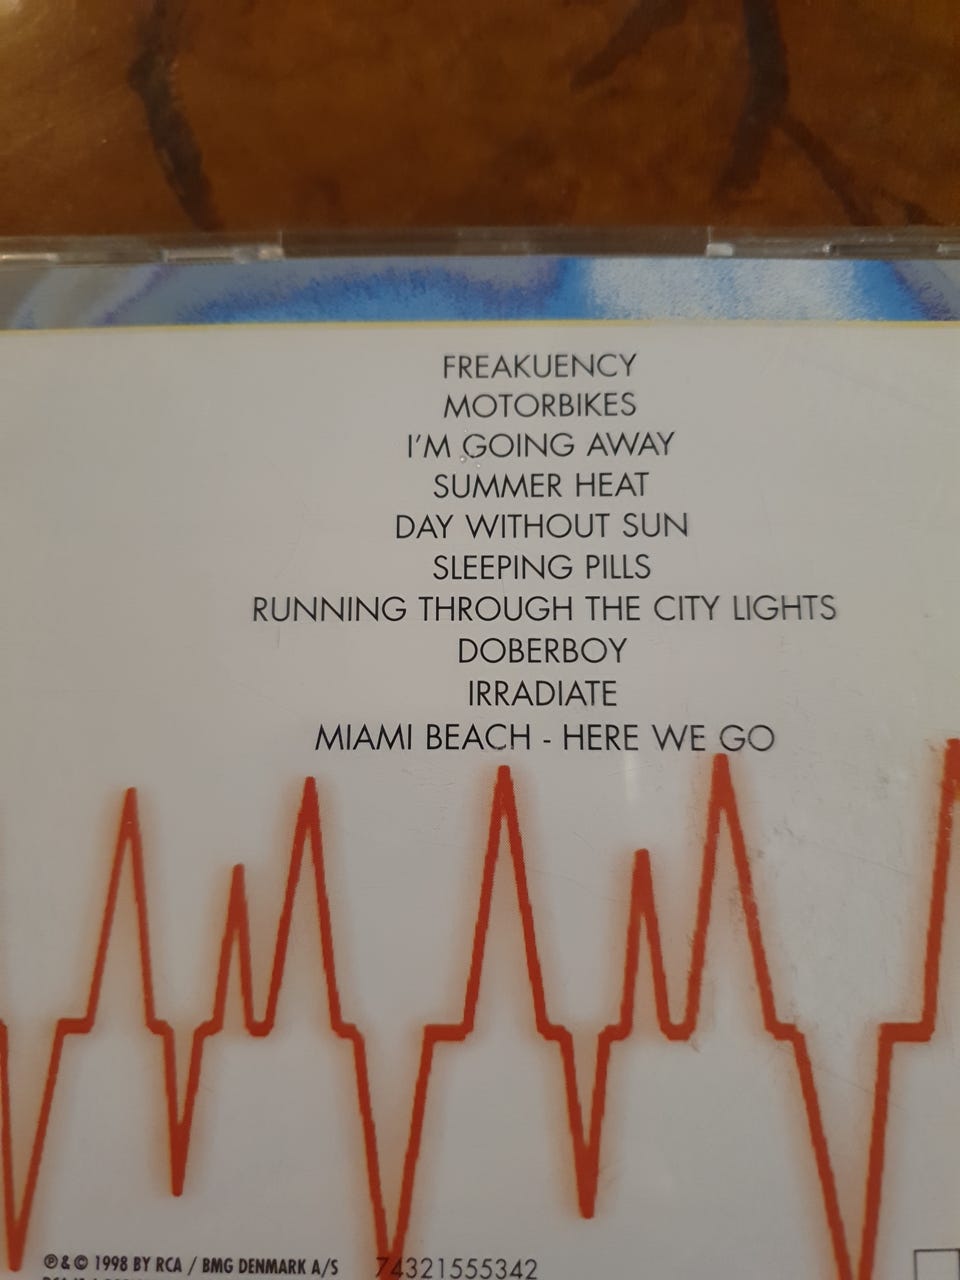 FREAKUENCY
MOTORBIKES
I'M GOING AWAY
SUMMER HEAT
DAY WITHOUT SUN
SLEEPING PILLS
RUNNING THROUGH THE CITY LIGHTS
DOBERBOY
IRRADIATE
MIAMI BEACH - HERE WE GO
℗ & © 1998 BY RCA / BMG DENMARK A/S 74321555342